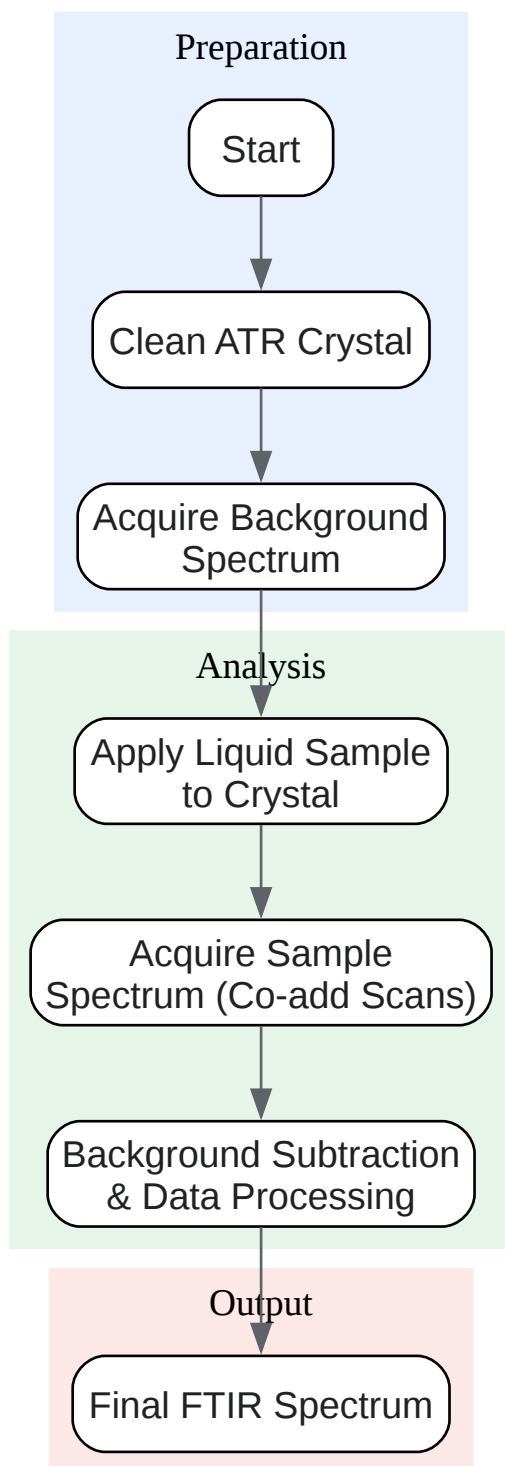 Preparation
Start
Clean ATR Crystal
Acquire Background
Spectrum
Analysis
Apply Liquid Sample
to Crystal
Acquire Sample
Spectrum (Co-add Scans)
Background Subtraction
& Data Processing
Output
Final FTIR Spectrum